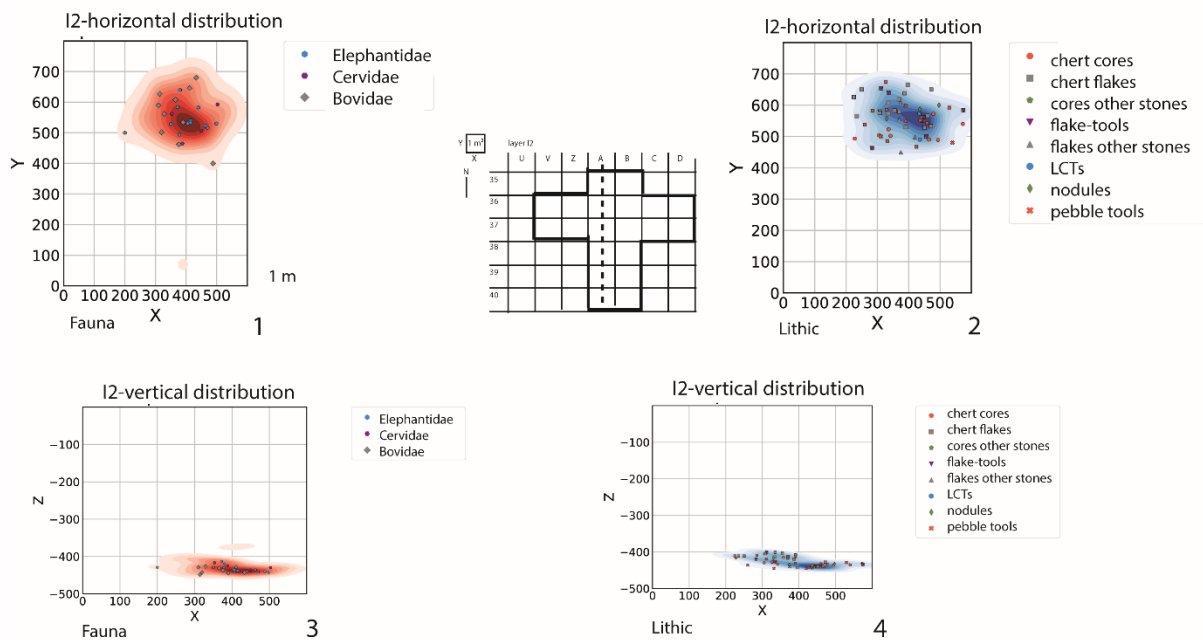 I2-horizontal distribution
700
600
500
400
300
200
100
0
Y
0 100 200 300 400 500
X
Fauna
1
1 m
Elephantidae
Cervidae
Bovidae
Y 1 m² layer I2
X U V Z A B C D
N
35
36
37
38
39
40
I2-horizontal distribution
700
600
500
400
300
200
100
0
Y
0 100 200 300 400 500
X
Lithic
2
chert cores
chert flakes
cores other stones
flake-tools
flakes other stones
LCTs
nodules
pebble tools
I2-vertical distribution
−100
−200
−300
−400
−500
Z
0 100 200 300 400 500
X
Fauna
3
Elephantidae
Cervidae
Bovidae
I2-vertical distribution
−100
−200
−300
−400
−500
Z
0 100 200 300 400 500
X
Lithic
4
chert cores
chert flakes
cores other stones
flake-tools
flakes other stones
LCTs
nodules
pebble tools